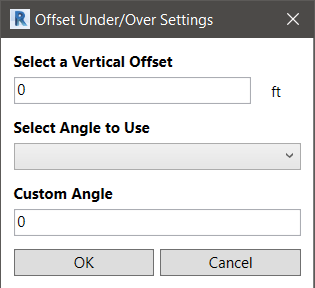 R Offset Under/Over Settings
Select a Vertical Offset
0 ft
Select Angle to Use
Custom Angle
0
OK Cancel